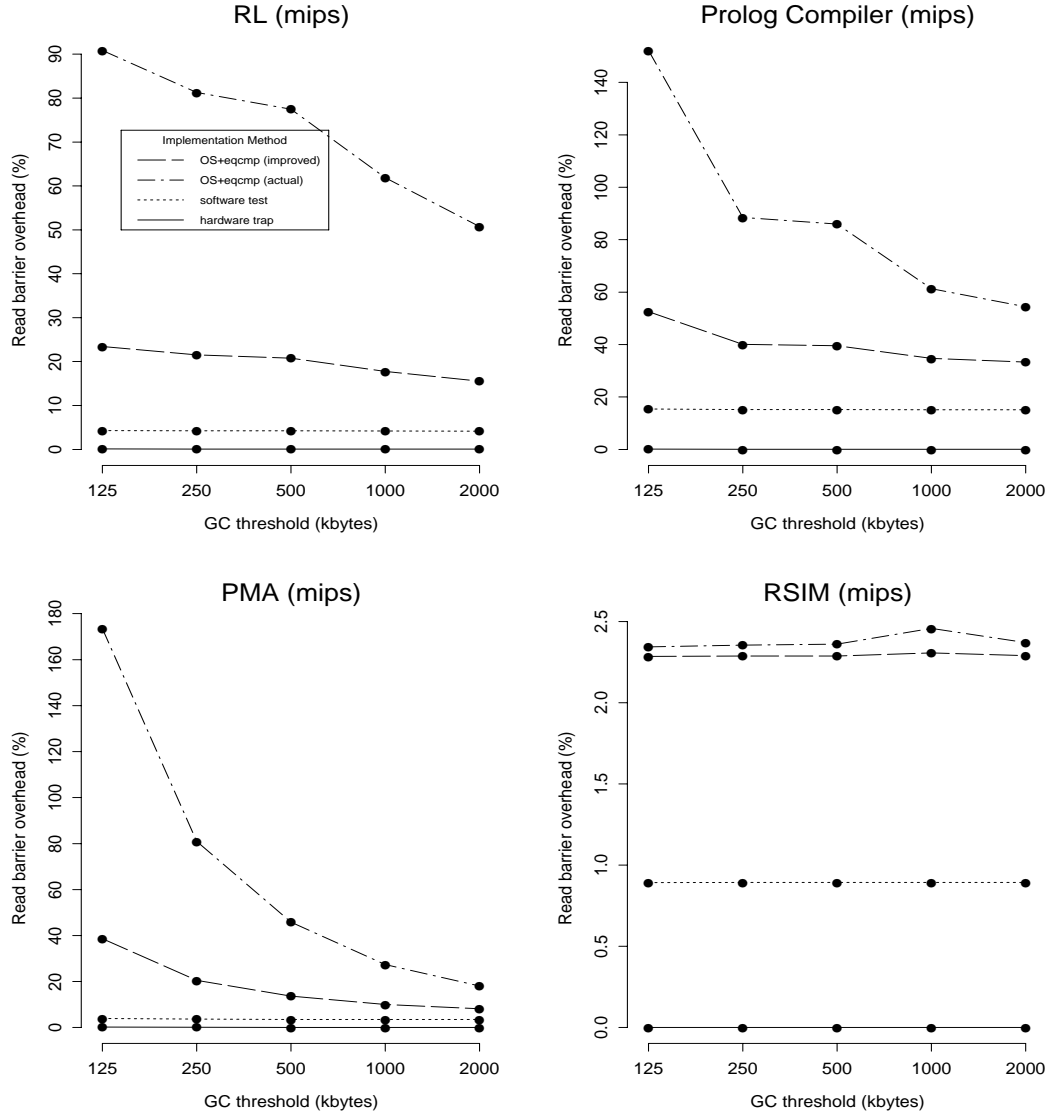 RL (mips)
Read barrier overhead (%)
90
80
70
60
50
40
30
20
10
0
Implementation Method
OS+eqcmp (improved)
OS+eqcmp (actual)
software test
hardware trap
125 250 500 1000 2000
GC threshold (kbytes)
Prolog Compiler (mips)
Read barrier overhead (%)
140
120
100
80
60
40
20
0
125 250 500 1000 2000
GC threshold (kbytes)
PMA (mips)
Read barrier overhead (%)
180
160
140
120
100
80
60
40
20
0
125 250 500 1000 2000
GC threshold (kbytes)
RSIM (mips)
Read barrier overhead (%)
2.5
2.0
1.5
1.0
0.5
0.0
125 250 500 1000 2000
GC threshold (kbytes)